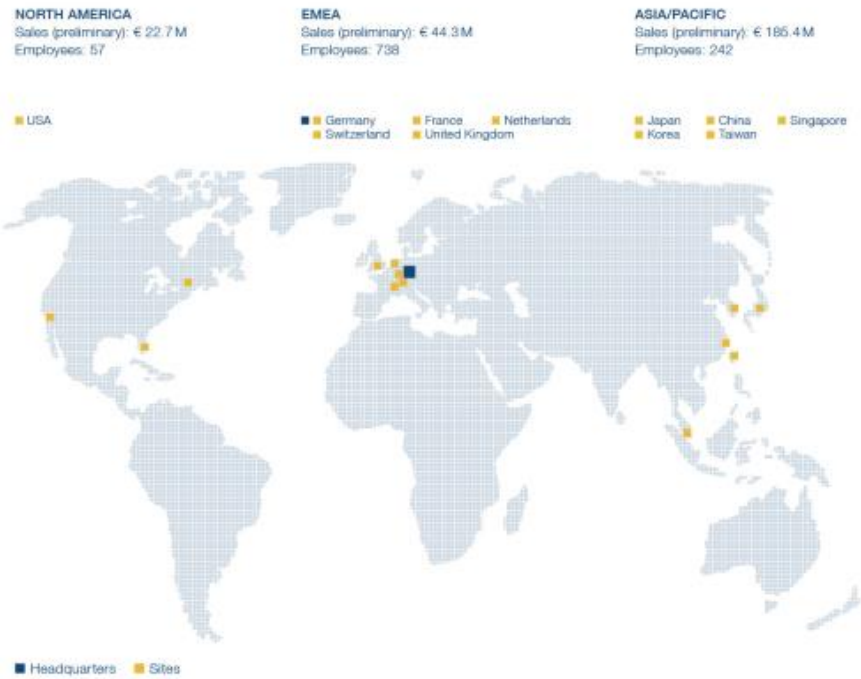 NORTH AMERICA
Sales (preliminary): € 22.7 M
Employees: 57
USA
EMEA
Sales (preliminary): € 44.3 M
Employees: 738
Germany France Netherlands
Switzerland United Kingdom
ASIA/PACIFIC
Sales (preliminary): € 185.4 M
Employees: 242
Japan China Singapore
Korea Taiwan
Headquarters Sites